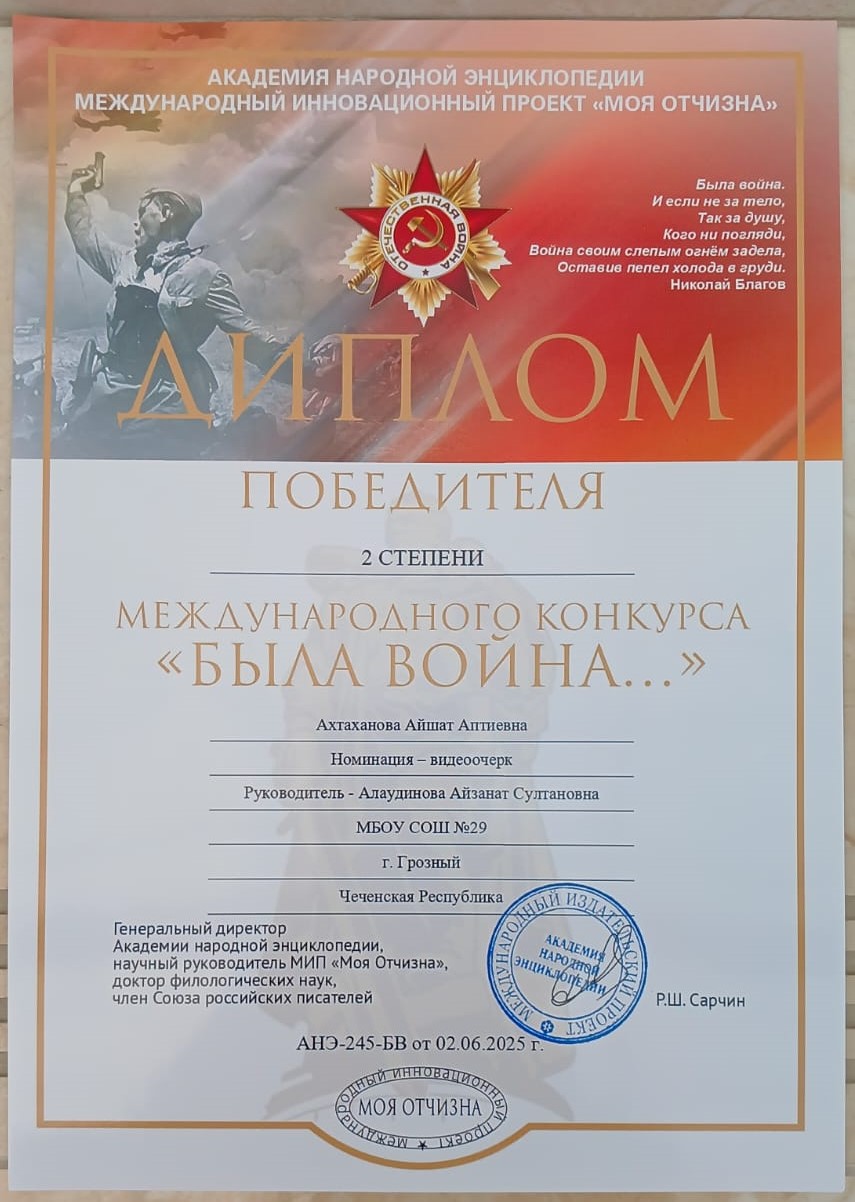 АКАДЕМИЯ НАРОДНОЙ ЭНЦИКЛОПЕДИИ
МЕЖДУНАРОДНЫЙ ИННОВАЦИОННЫЙ ПРОЕКТ «МОЯ ОТЧИЗНА»
ОТЕЧЕСТВЕННАЯ ВОЙНА
Была война.
И если не за тело,
Так за душу,
Кого ни погляди,
Война своим слепым огнём задела,
Оставив пепел холода в груди.
Николай Благов
ДИПЛОМ
ПОБЕДИТЕЛЯ
2 СТЕПЕНИ
МЕЖДУНАРОДНОГО КОНКУРСА
«БЫЛА ВОЙНА...»
Ахтаханова Айшат Аптиевна
Номинация – видеоочерк
Руководитель - Алаудинова Айзанат Султановна
МБОУ СОШ №29
г. Грозный
Чеченская Республика
Генеральный директор
Академии народной энциклопедии,
научный руководитель МИП «Моя Отчизна»,
доктор филологических наук,
член Союза российских писателей
МЕЖДУНАРОДНЫЙ ИЗДАТЕЛЬСКИЙ ПРОЕКТ
АКАДЕМИЯ
НАРОДНОЙ
ЭНЦИКЛОПЕДИИ
Р.Ш. Сарчин
АНЭ-245-БВ от 02.06.2025 г.
МЕЖДУНАРОДНЫЙ ИННОВАЦИОННЫЙ ПРОЕКТ
МОЯ ОТЧИЗНА